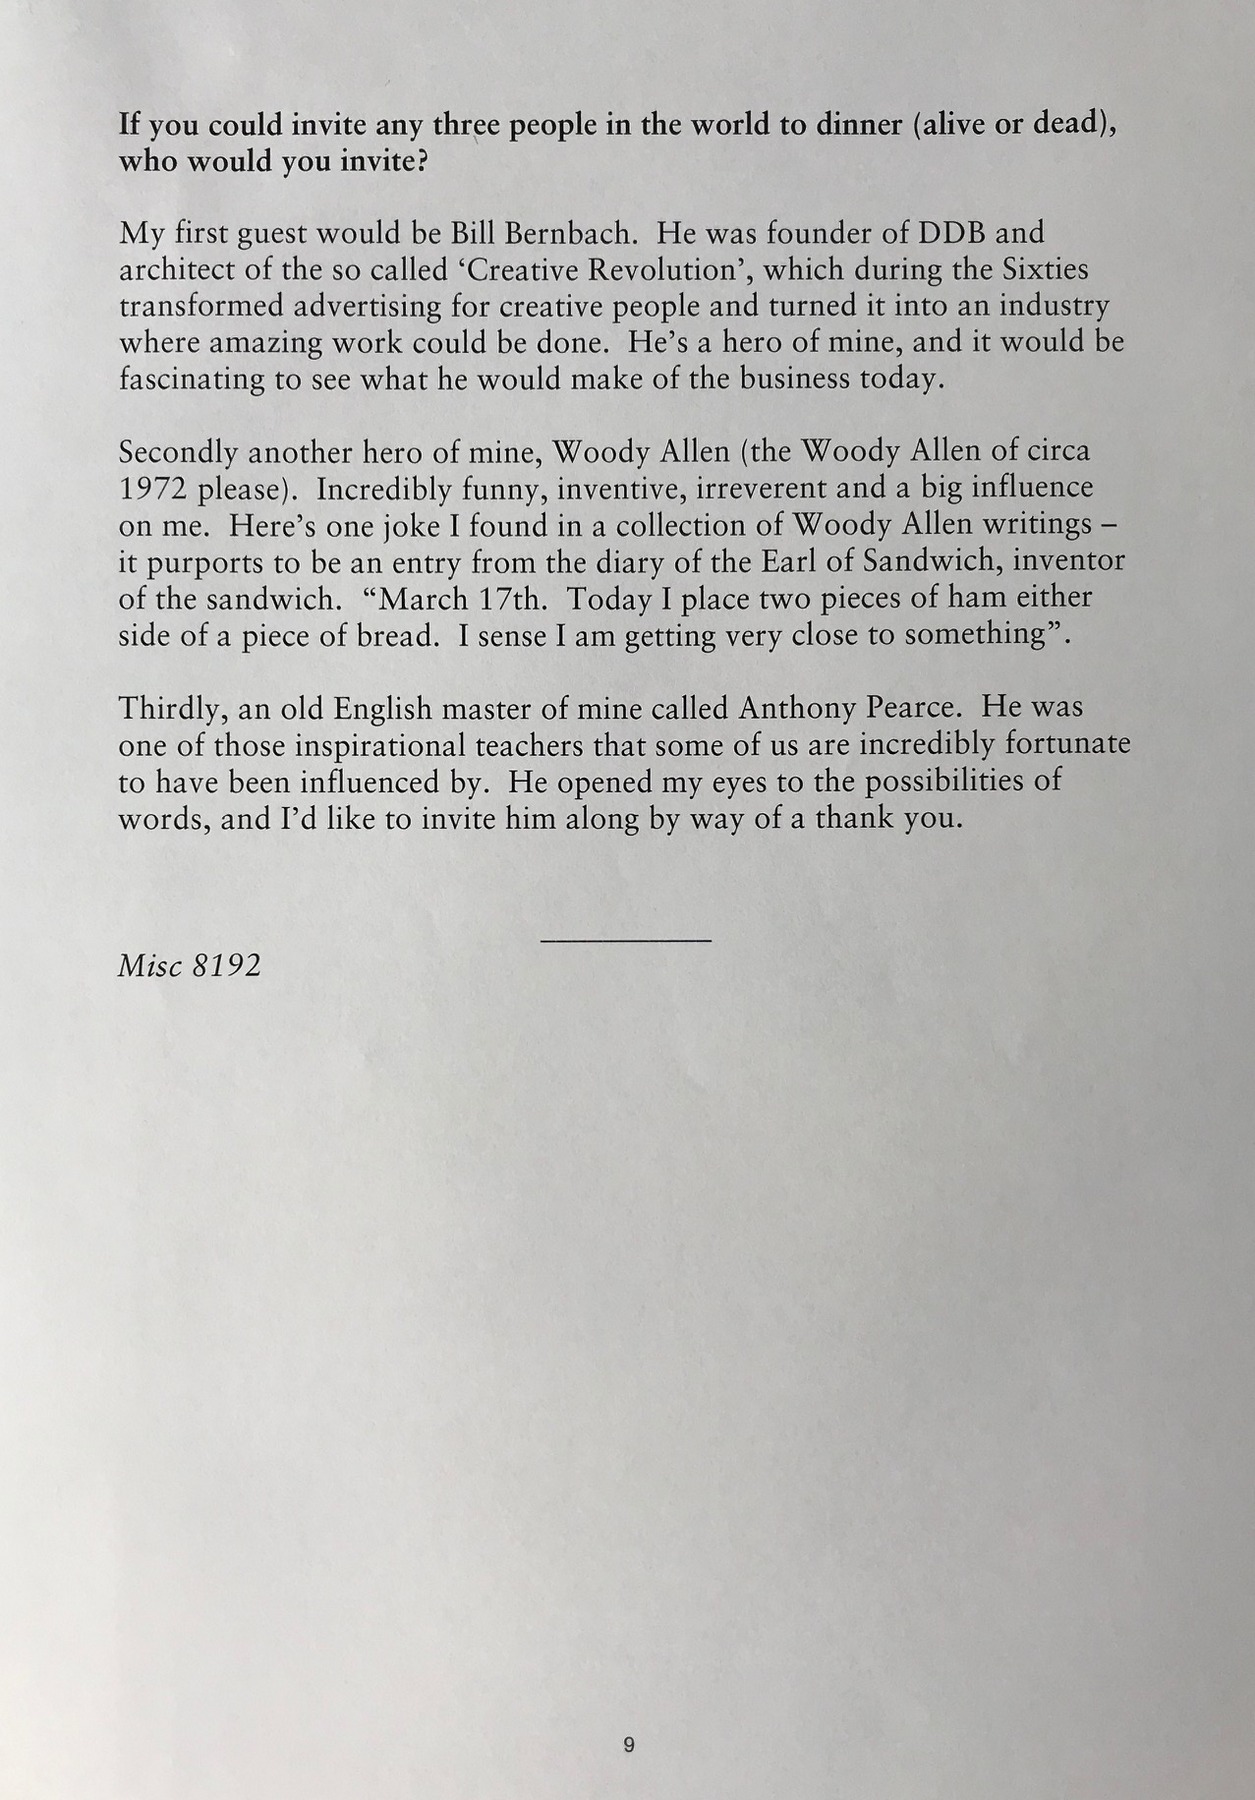 If you could invite any three people in the world to dinner (alive or dead),
who would you invite?
My first guest would be Bill Bernbach.  He was founder of DDB and
architect of the so called ‘Creative Revolution’, which during the Sixties
transformed advertising for creative people and turned it into an industry
where amazing work could be done.  He’s a hero of mine, and it would be
fascinating to see what he would make of the business today.
Secondly another hero of mine, Woody Allen (the Woody Allen of circa
1972 please).  Incredibly funny, inventive, irreverent and a big influence
on me.  Here’s one joke I found in a collection of Woody Allen writings –
it purports to be an entry from the diary of the Earl of Sandwich, inventor
of the sandwich.  “March 17th.  Today I place two pieces of ham either
side of a piece of bread.  I sense I am getting very close to something”.
Thirdly, an old English master of mine called Anthony Pearce.  He was
one of those inspirational teachers that some of us are incredibly fortunate
to have been influenced by.  He opened my eyes to the possibilities of
words, and I’d like to invite him along by way of a thank you.
Misc 8192
9